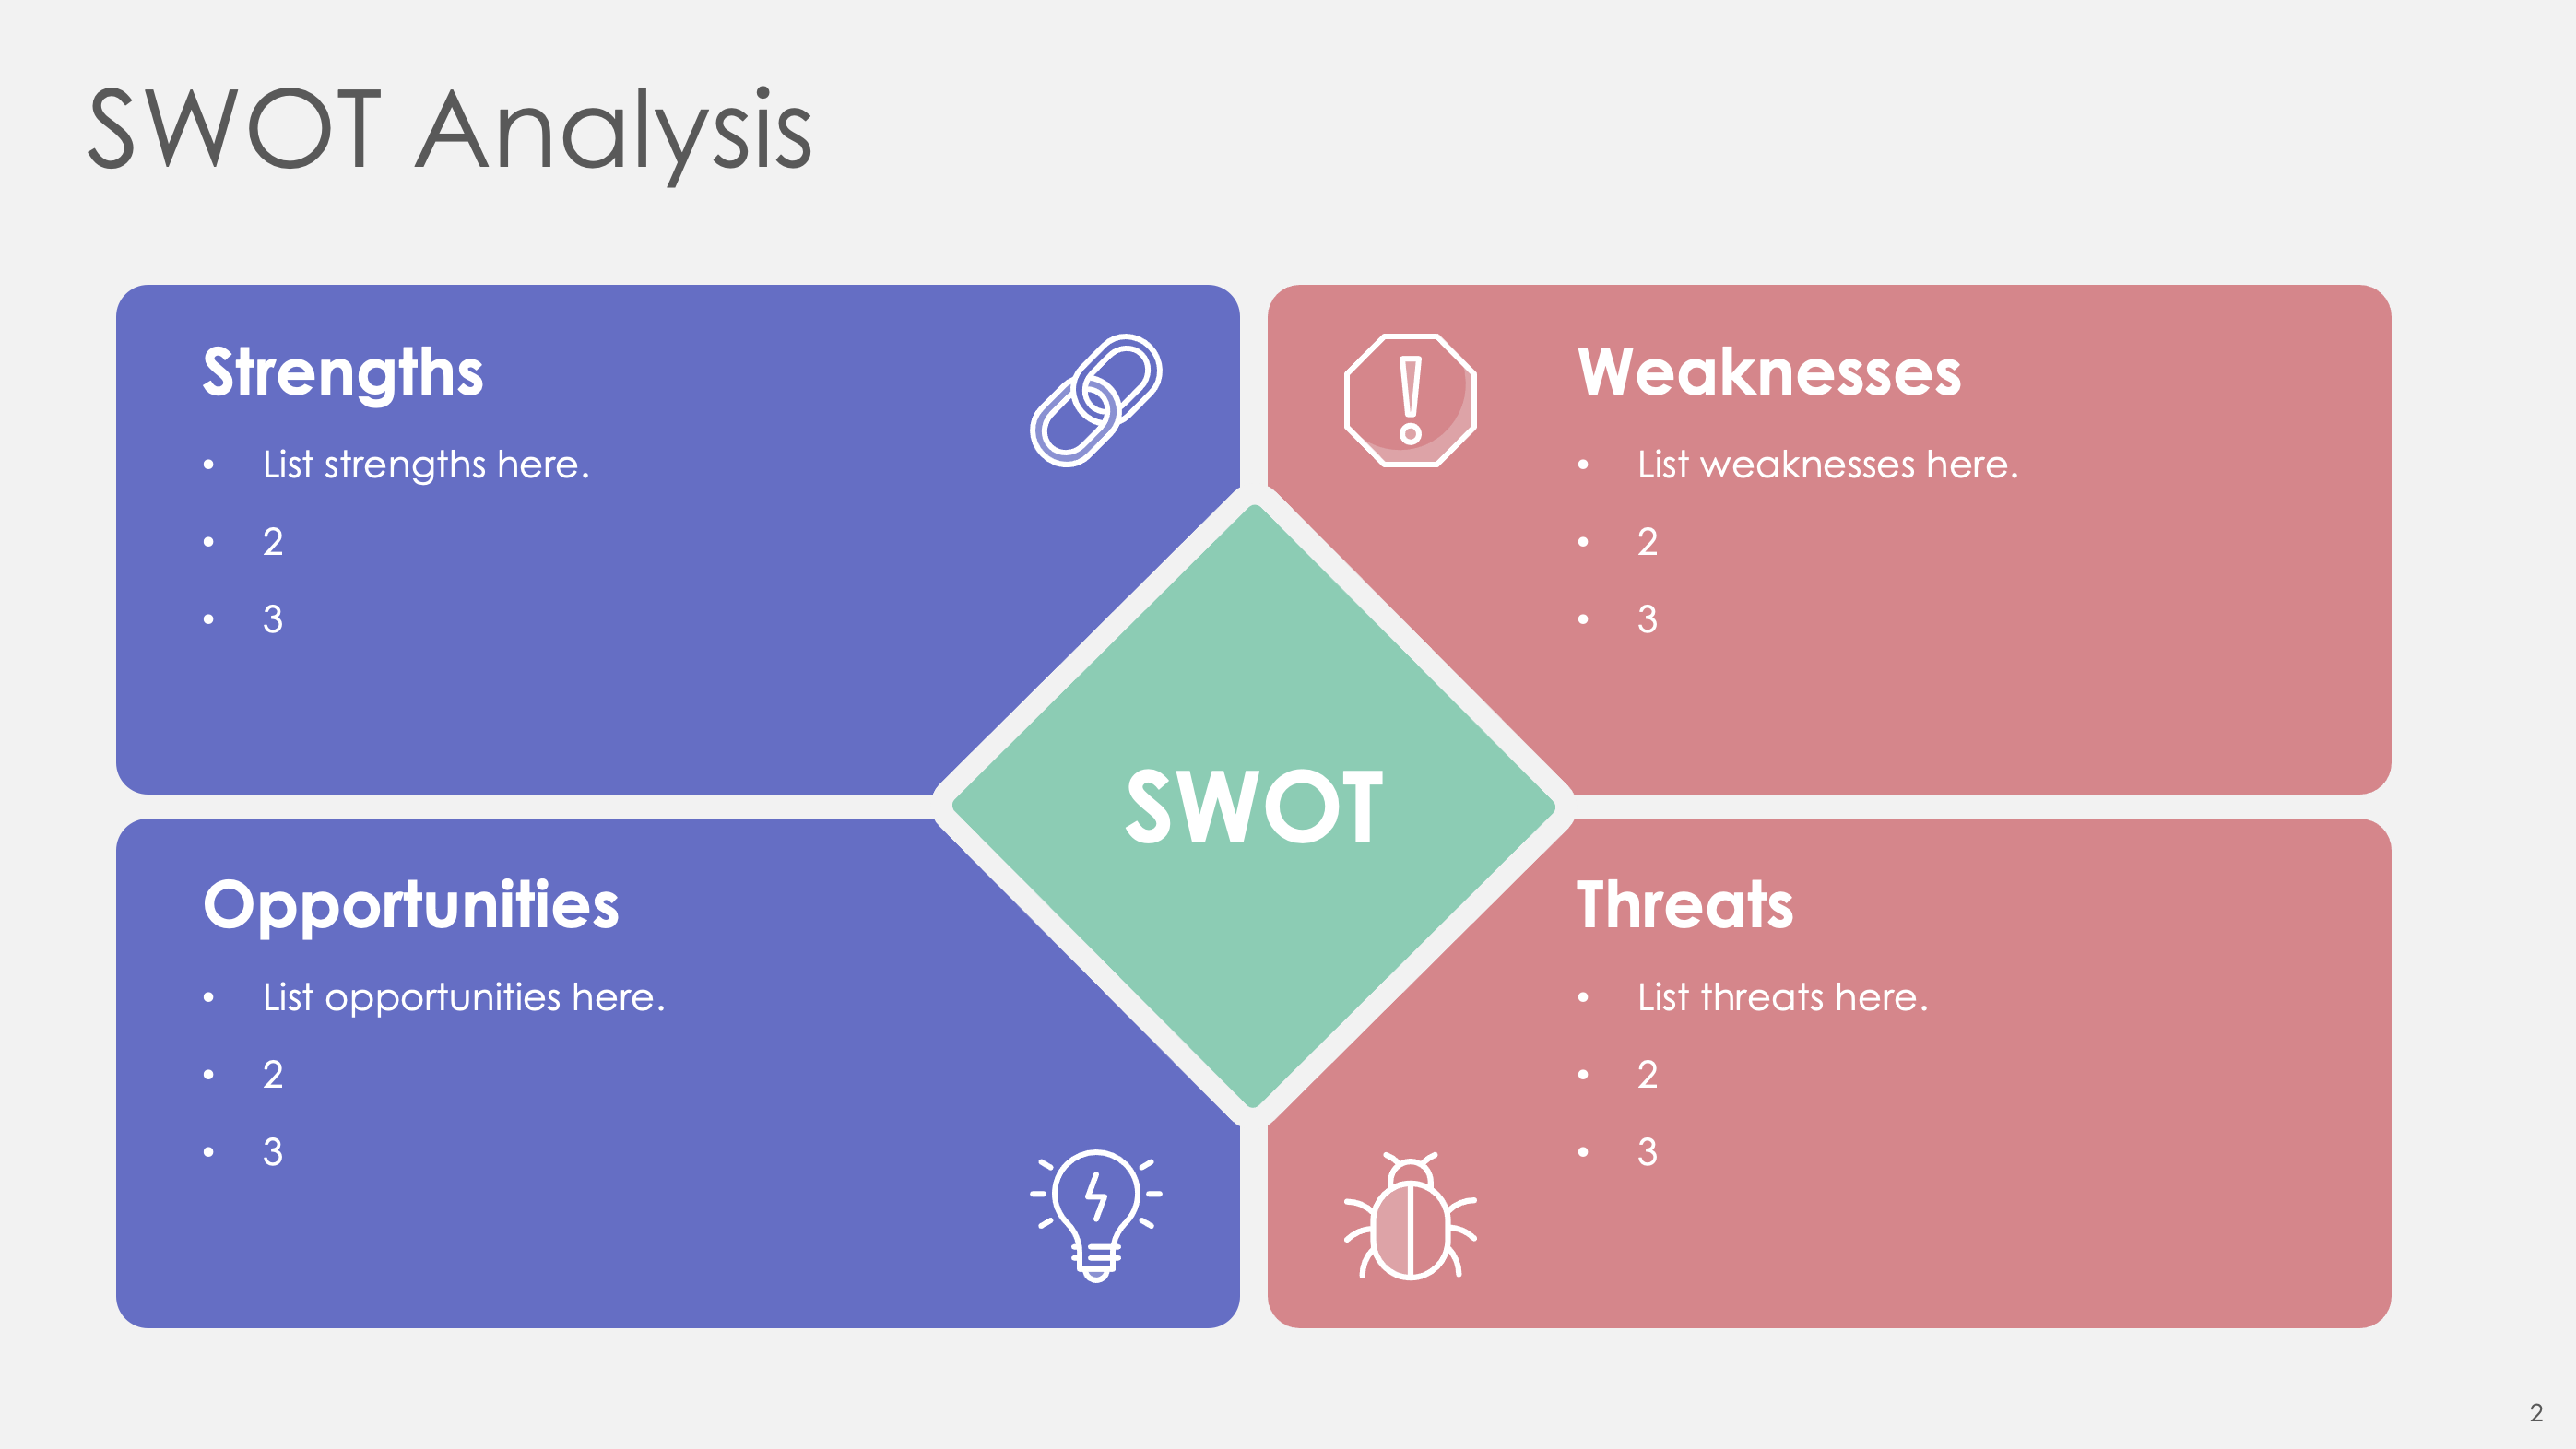 SWOT Analysis
Strengths
• List strengths here.
• 2
• 3
Weaknesses
• List weaknesses here.
• 2
• 3
SWOT
Opportunities
• List opportunities here.
• 2
• 3
Threats
• List threats here.
• 2
• 3
2